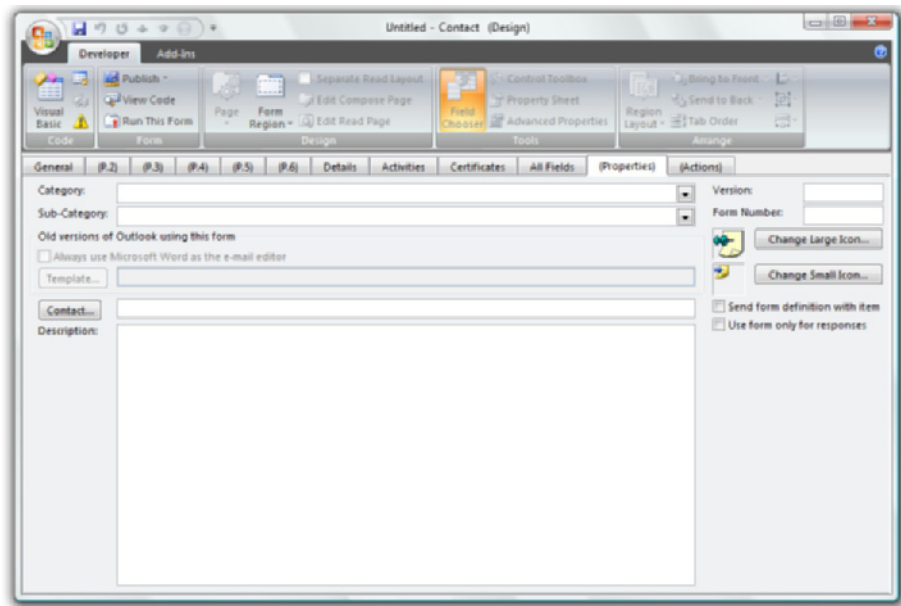 Untitled - Contact (Design)
Developer Add-Ins
Visual Basic
Publish
View Code
Run This Form
Page
Form Region
Separate Read Layout
Edit Compose Page
Edit Read Page
Field Chooser
Control Toolbox
Property Sheet
Advanced Properties
Region Layout
Bring to Front
Send to Back
Tab Order
Code Form Design Tools Arrange
General (P.2) (P.3) (P.4) (P.5) (P.6) Details Activities Certificates All Fields (Properties) (Actions)
Category: Version:
Sub-Category: Form Number:
Old versions of Outlook using this form
Change Large Icon...
Always use Microsoft Word as the e-mail editor
Template... Change Small Icon...
Contact... Send form definition with item
Description: Use form only for responses